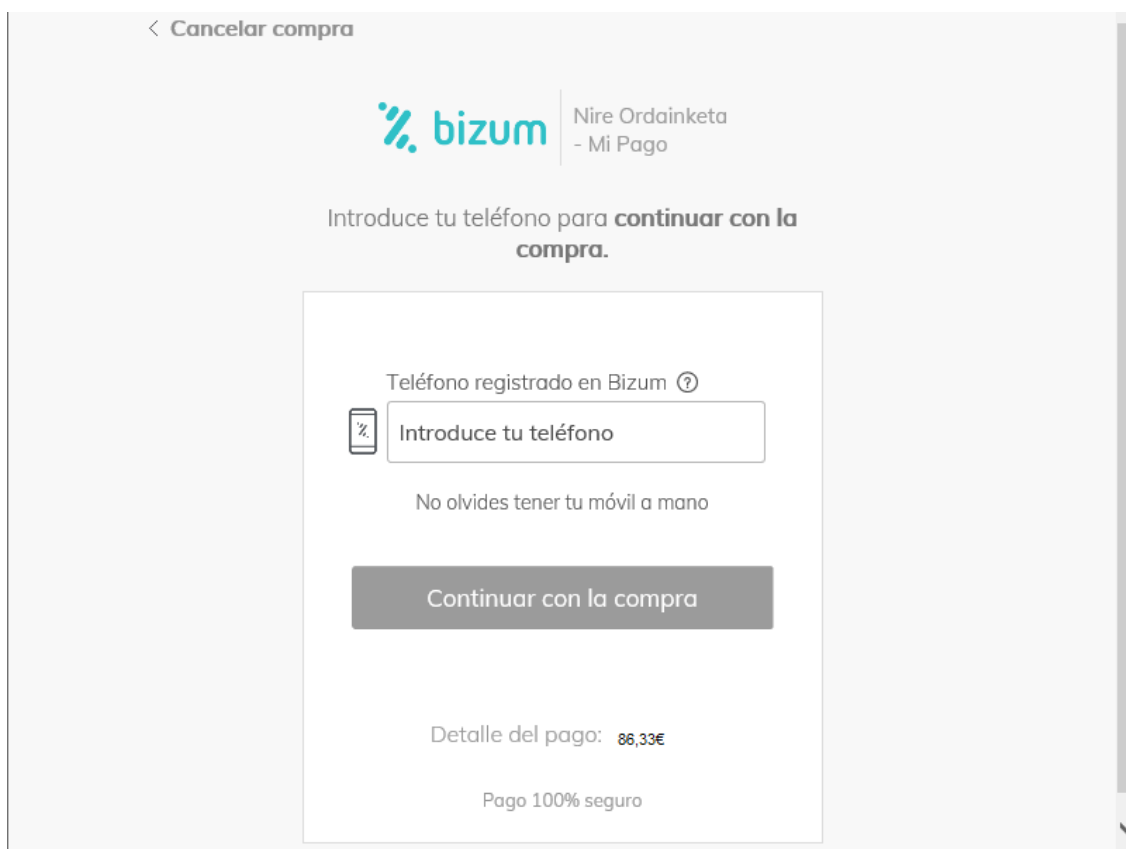 < Cancelar compra
bizum
Nire Ordainketa
- Mi Pago
Introduce tu teléfono para continuar con la
compra.
Teléfono registrado en Bizum ?
Introduce tu teléfono
No olvides tener tu móvil a mano
Continuar con la compra
Detalle del pago: 86,33€
Pago 100% seguro